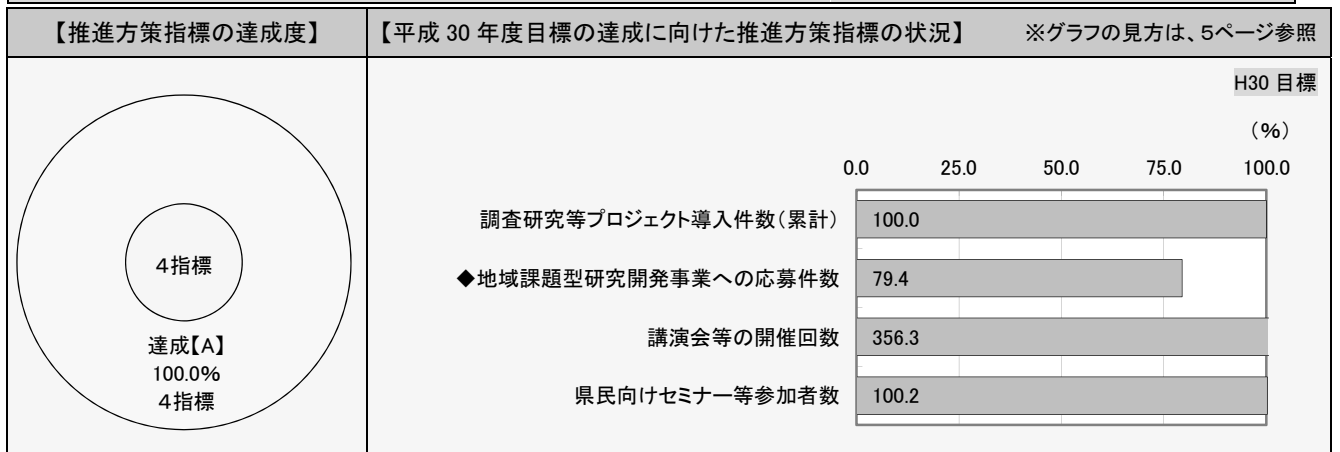 【推進方策指標の達成度】
【平成 30 年度目標の達成に向けた推進方策指標の状況】 ※グラフの見方は、5ページ参照
4指標
達成【A】
100.0%
4指標
H30 目標
(%)
0.0 25.0 50.0 75.0 100.0
調査研究等プロジェクト導入件数(累計) 100.0
◆地域課題型研究開発事業への応募件数 79.4
講演会等の開催回数 356.3
県民向けセミナー等参加者数 100.2